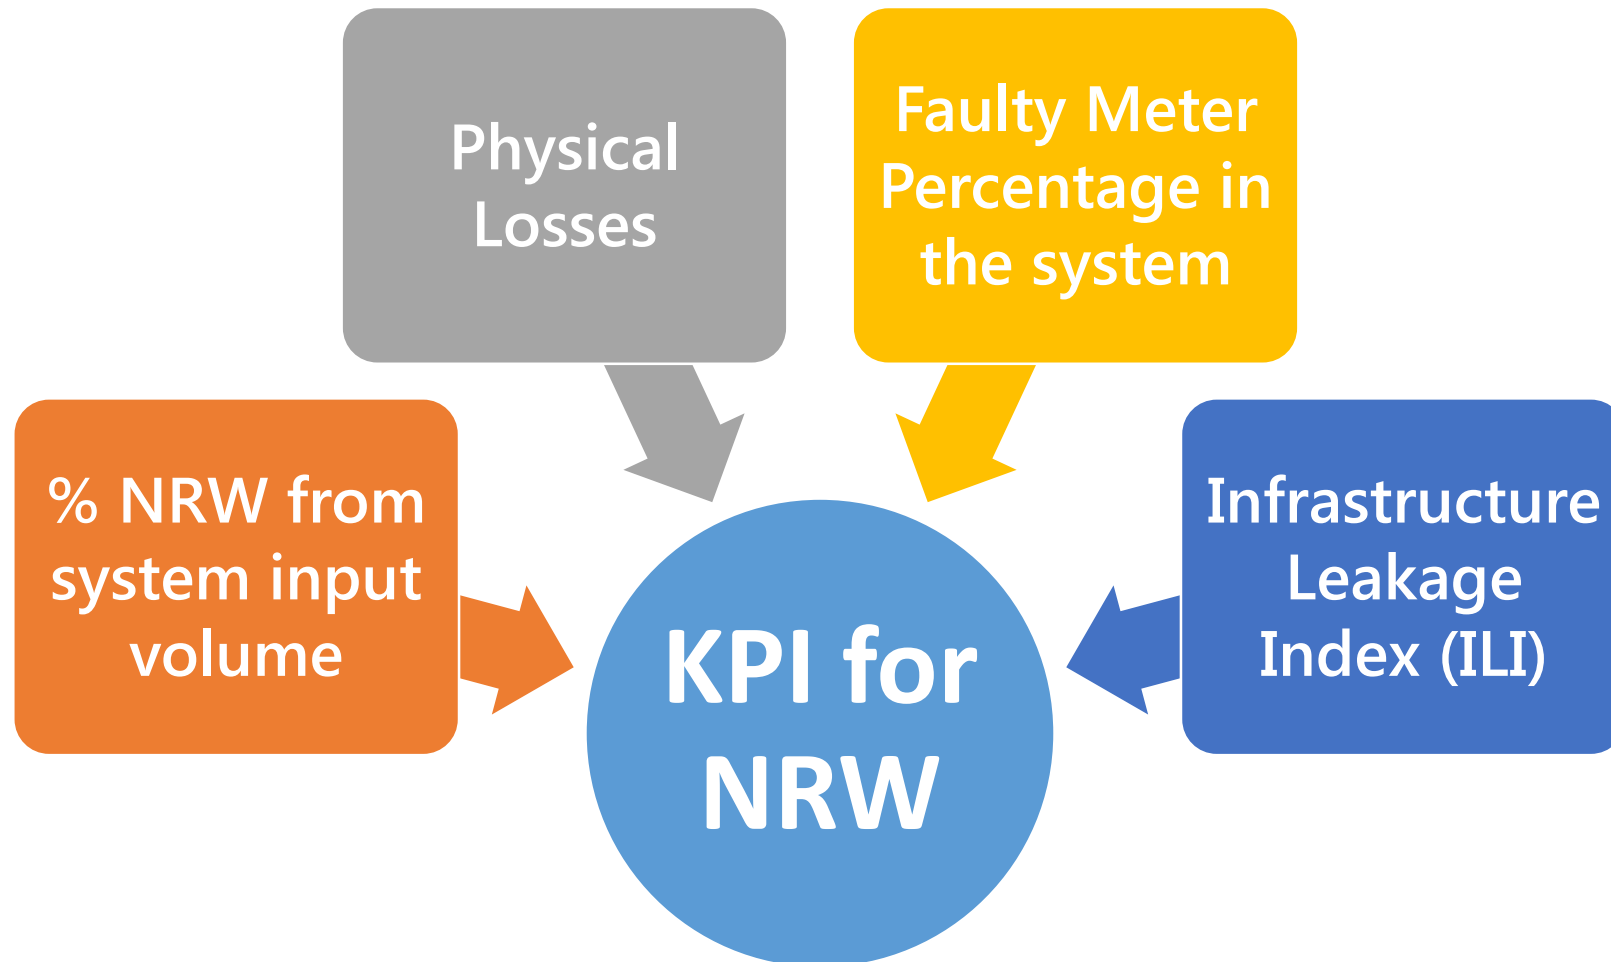 Physical
Losses
Faulty Meter
Percentage in
the system
% NRW from
system input
volume
Infrastructure
Leakage
Index (ILI)
KPI for
NRW